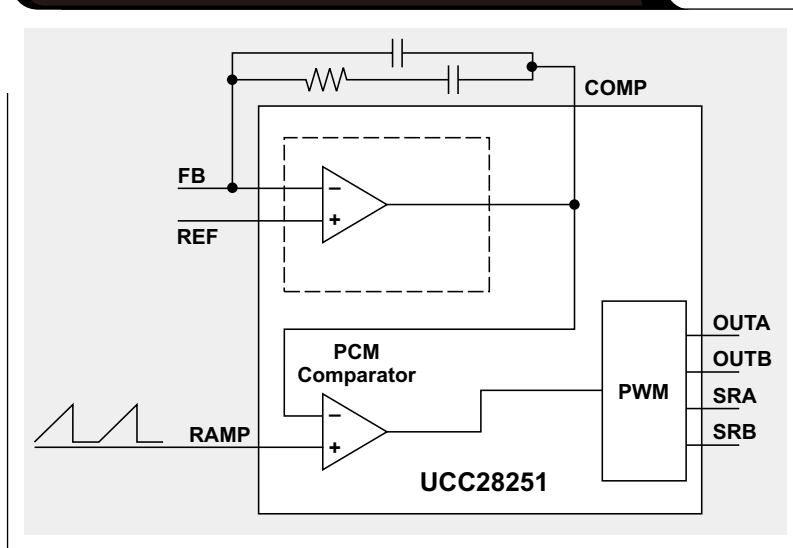 COMP
FB
−
+
REF
OUTA
PCM
Comparator
OUTB
PWM
−
SRA
RAMP
+
SRB
UCC28251